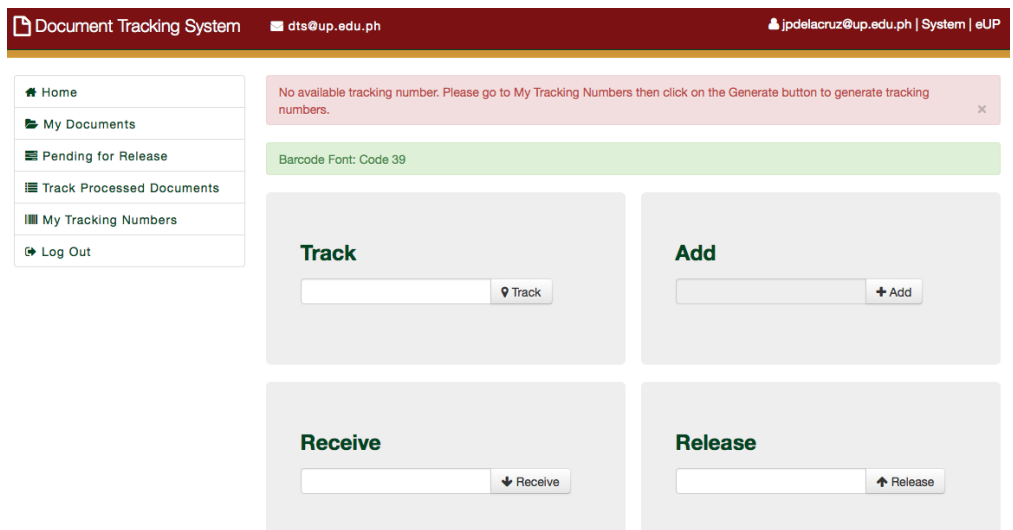 Document Tracking System
dts@up.edu.ph
jpdelacruz@up.edu.ph | System | eUP
Home
My Documents
Pending for Release
Track Processed Documents
My Tracking Numbers
Log Out
No available tracking number. Please go to My Tracking Numbers then click on the Generate button to generate tracking
numbers.
×
Barcode Font: Code 39
Track
Track
Add
Add
Receive
Receive
Release
Release